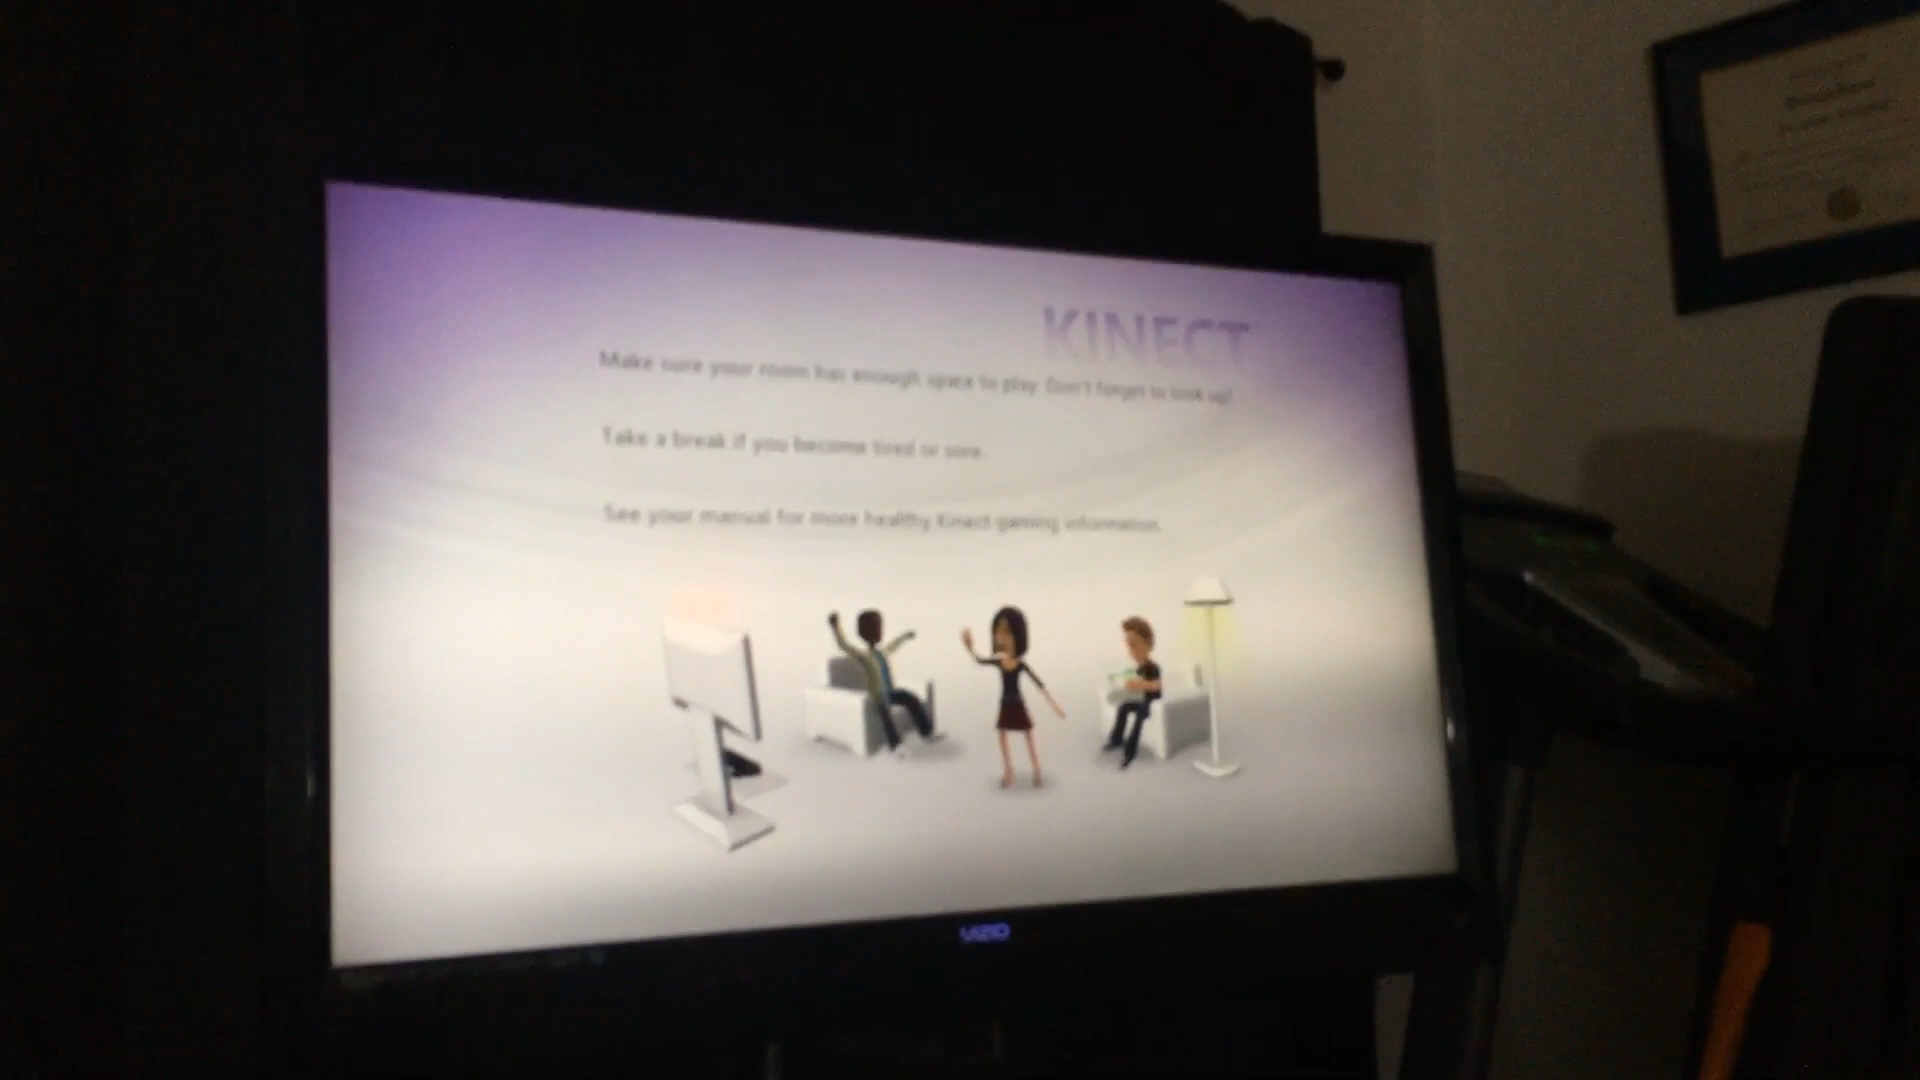 KINECT
Make sure your room has enough space to play. Don't forget to look up!
Take a break if you become tired or sore.
See your manual for more healthy Kinect gaming information.
VIZIO